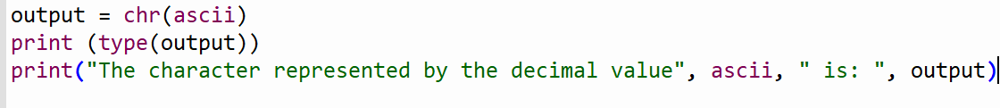 output = chr(ascii)
print (type(output))
print("The character represented by the decimal value", ascii, " is: ", output)